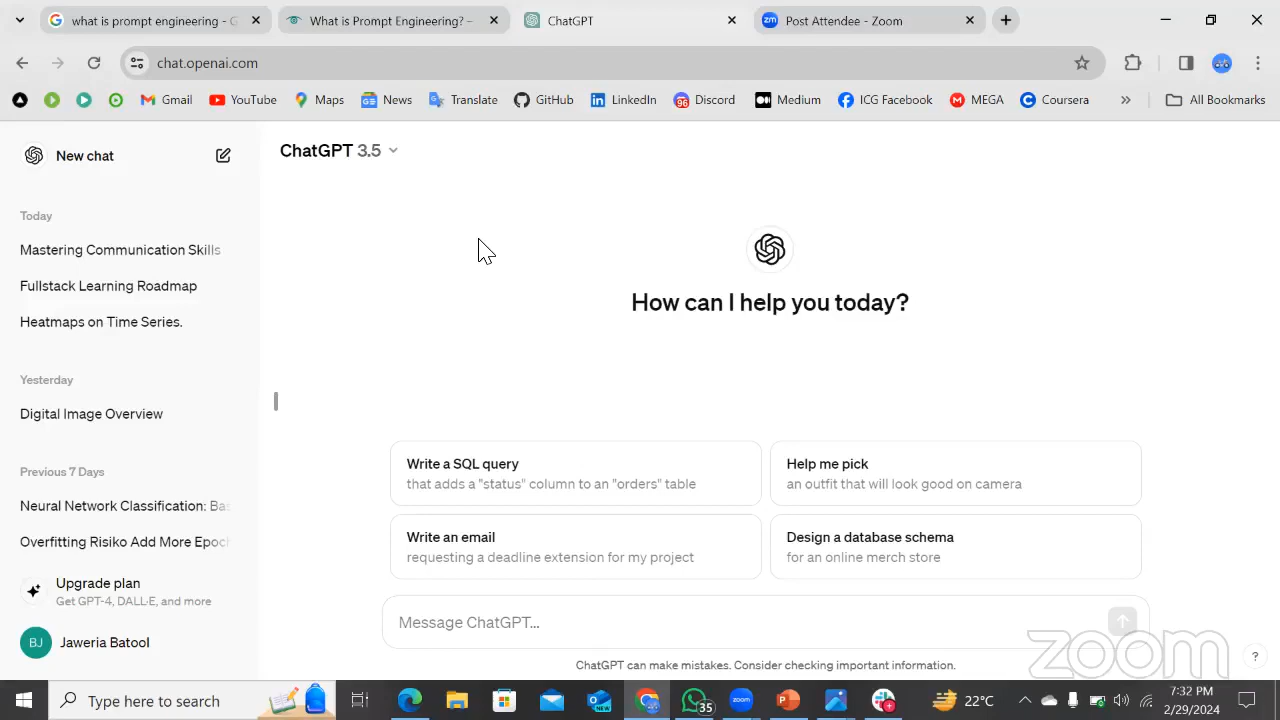 what is prompt engineering - G
What is Prompt Engineering? –
ChatGPT
zm
Post Attendee - Zoom
chat.openai.com
Gmail
YouTube
Maps
News
Translate
GitHub
LinkedIn
96
Discord
Medium
ICG Facebook
MEGA
Coursera
»
All Bookmarks
New chat
ChatGPT 3.5
Today
Mastering Communication Skills
Fullstack Learning Roadmap
Heatmaps on Time Series.
Yesterday
Digital Image Overview
Previous 7 Days
Neural Network Classification: Bas
Overfitting Risiko Add More Epoch
Upgrade plan
Get GPT-4, DALL·E, and more
BJ Jaweria Batool
How can I help you today?
Write a SQL query
that adds a "status" column to an "orders" table
Help me pick
an outfit that will look good on camera
Write an email
requesting a deadline extension for my project
Design a database schema
for an online merch store
Message ChatGPT...
ChatGPT can make mistakes. Consider checking important information.
zoom
?
Type here to search
NEW
35
zoom
22°C
7:32 PM
2/29/2024